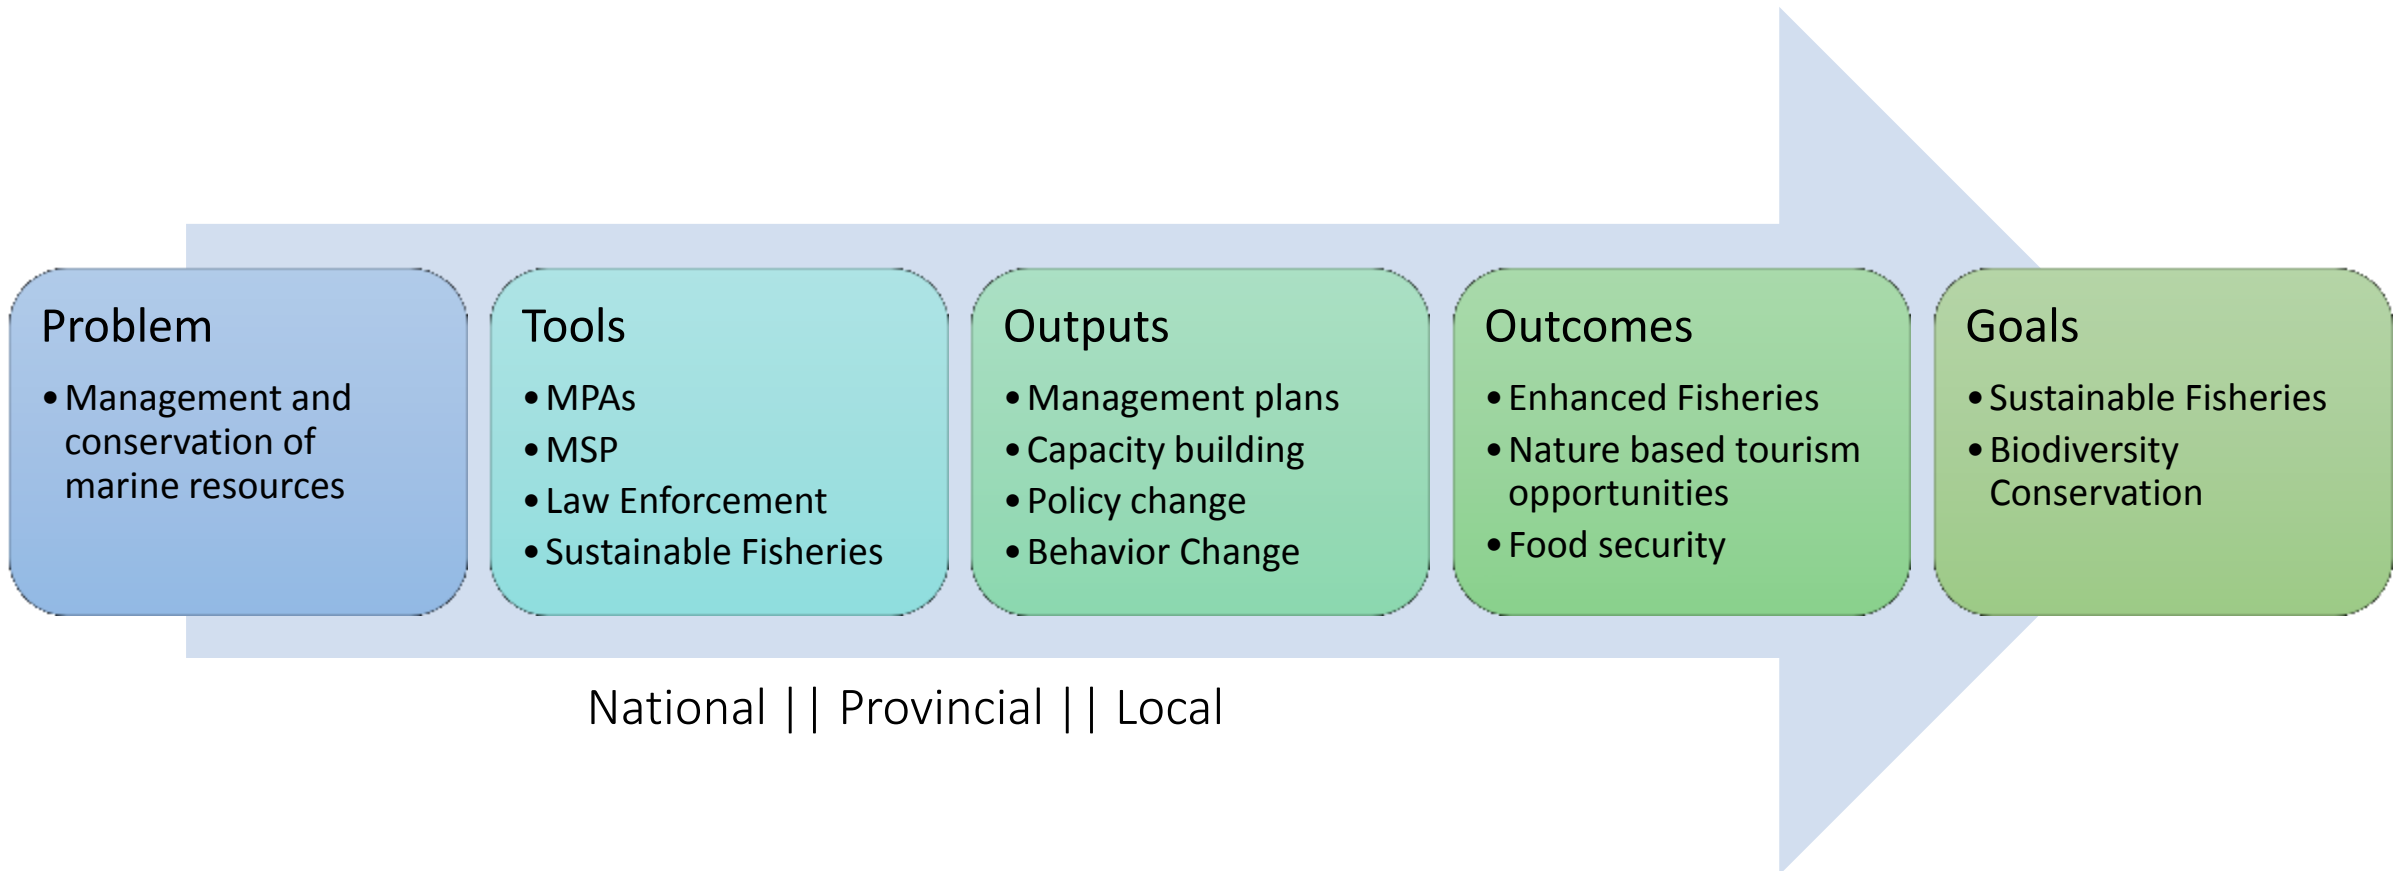 Problem
•Management and
conservation of
marine resources
Tools
•MPAs
•MSP
•Law Enforcement
•Sustainable Fisheries
Outputs
•Management plans
•Capacity building
•Policy change
•Behavior Change
Outcomes
•Enhanced Fisheries
•Nature based tourism
opportunities
•Food security
Goals
•Sustainable Fisheries
•Biodiversity
Conservation
National || Provincial || Local